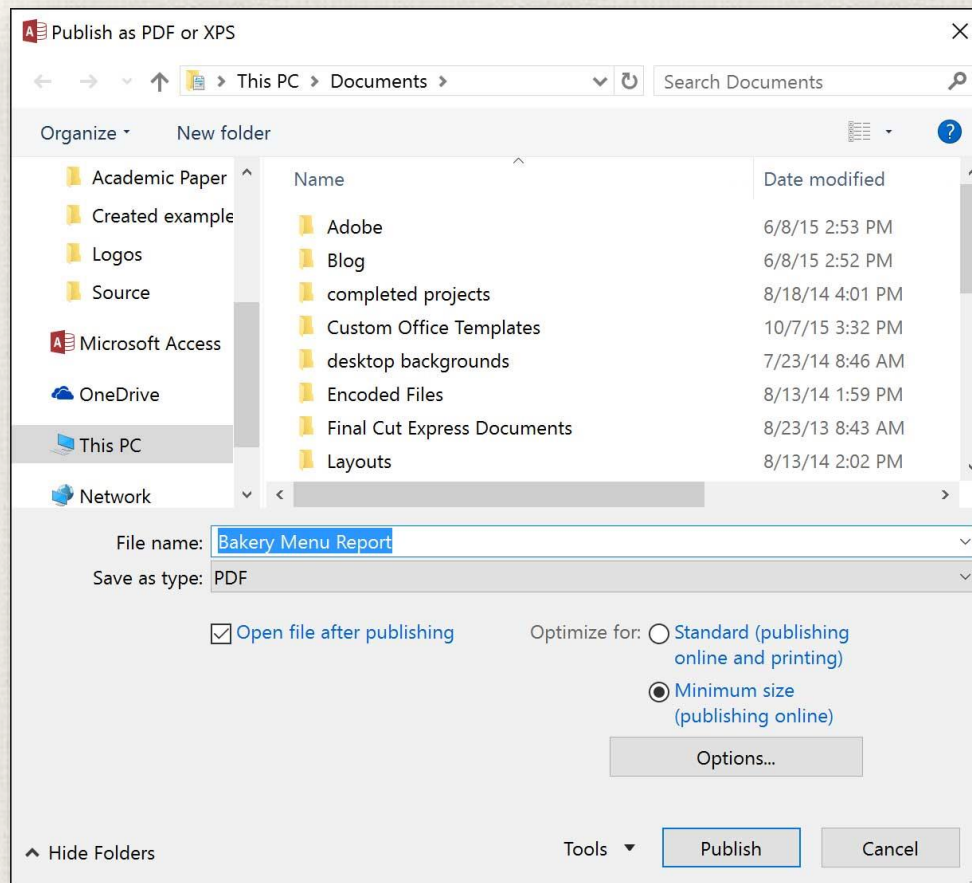 Publish as PDF or XPS
This PC > Documents >
Search Documents
Organize
New folder
Academic Paper
Created example
Logos
Source
Microsoft Access
OneDrive
This PC
Network
Name
Date modified
Adobe
6/8/15 2:53 PM
Blog
6/8/15 2:52 PM
completed projects
8/18/14 4:01 PM
Custom Office Templates
10/7/15 3:32 PM
desktop backgrounds
7/23/14 8:46 AM
Encoded Files
8/13/14 1:59 PM
Final Cut Express Documents
8/23/13 8:43 AM
Layouts
8/13/14 2:02 PM
File name: Bakery Menu Report
Save as type: PDF
Open file after publishing
Optimize for:
Standard (publishing
online and printing)
Minimum size
(publishing online)
Options...
Hide Folders
Tools
Publish
Cancel